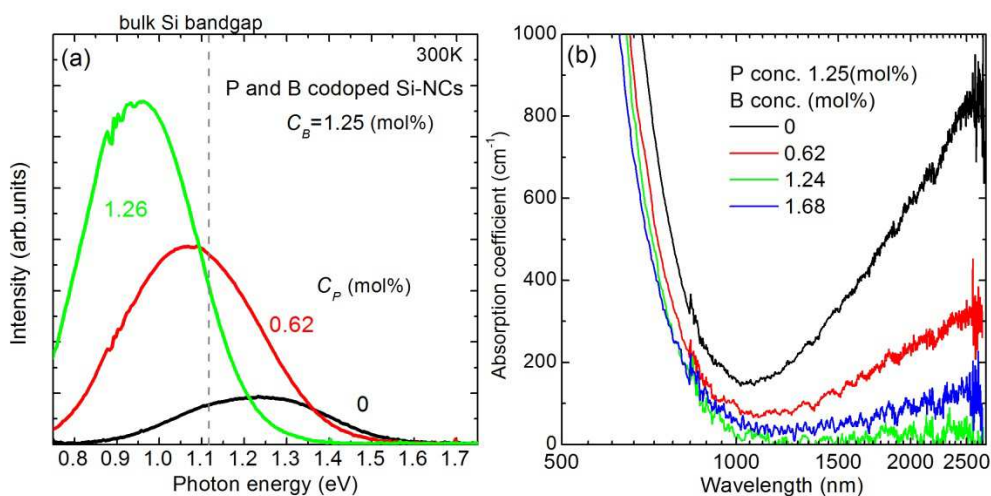 bulk Si bandgap
(a)
300K
P and B codoped Si-NCs
C_B=1.25 (mol%)
1.26
C_P (mol%)
0.62
0
Intensity (arb.units)
0.8 0.9 1.0 1.1 1.2 1.3 1.4 1.5 1.6 1.7
Photon energy (eV)
(b)
P conc. 1.25(mol%)
B conc. (mol%)
0
0.62
1.24
1.68
Absorption coefficient (cm⁻¹)
1000
800
600
400
200
0
500 1000 1500 2000 2500
Wavelength (nm)